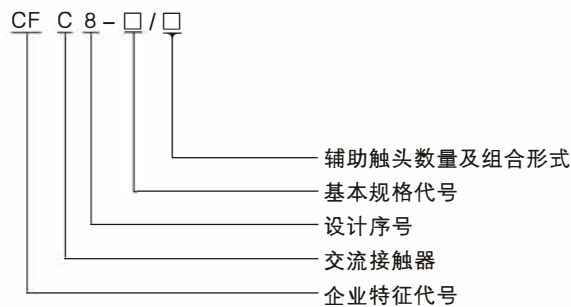 CF C 8 - □ / □
辅助触头数量及组合形式
基本规格代号
设计序号
交流接触器
企业特征代号